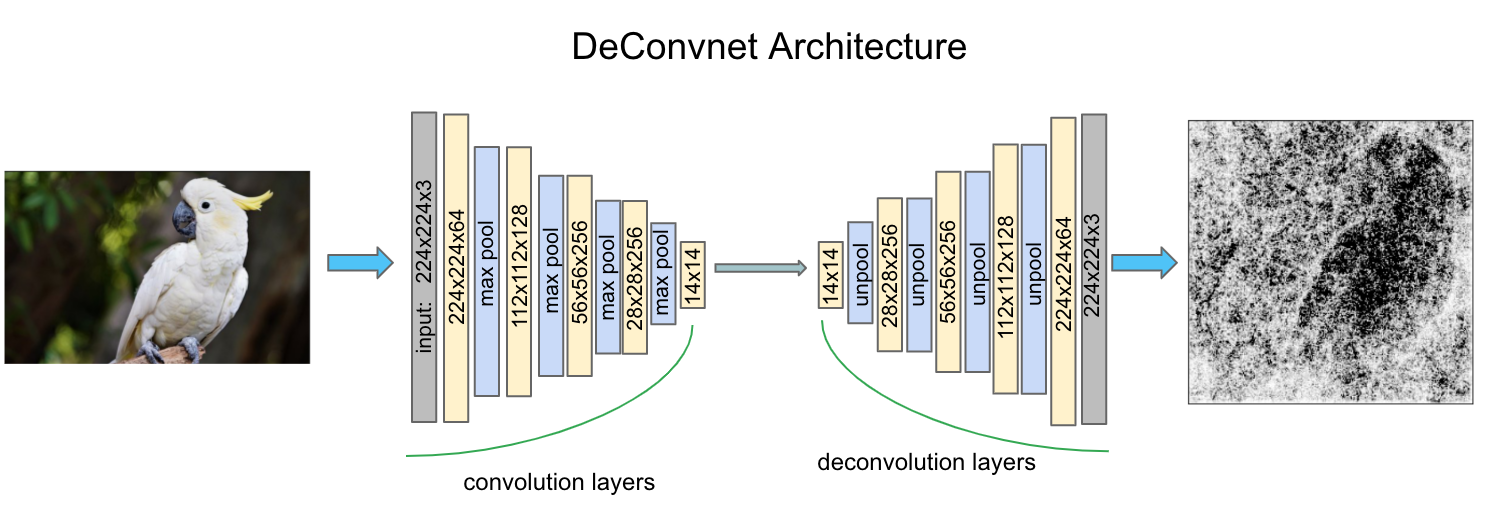 DeConvnet Architecture
input: 224x224x3
224x224x64
max pool
112x112x128
max pool
56x56x256
max pool
28x28x256
max pool
14x14
14x14
unpool
28x28x256
unpool
56x56x256
unpool
112x112x128
unpool
224x224x64
224x224x3
convolution layers
deconvolution layers